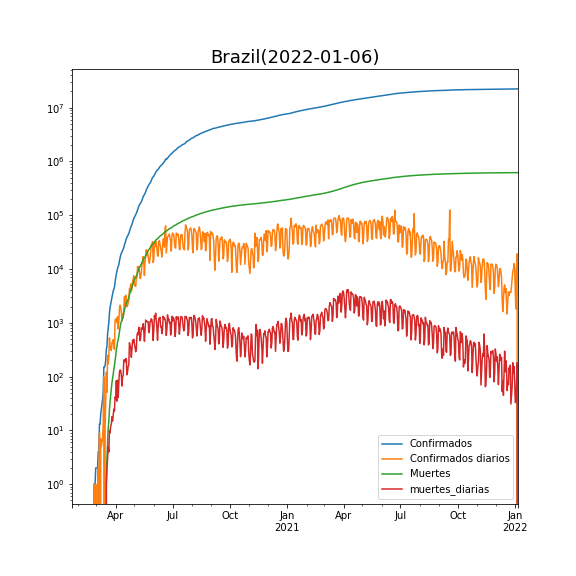 Brazil(2022-01-06)
10⁷
10⁶
10⁵
10⁴
10³
10²
10¹
10⁰
Confirmados
Confirmados diarios
Muertes
muertes_diarias
Apr Jul Oct Jan Apr Jul Oct Jan
2021 2022